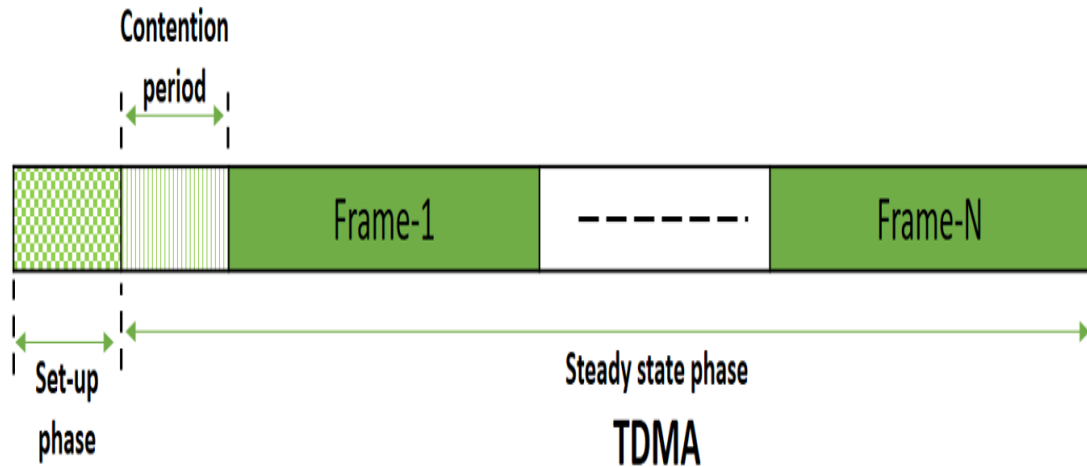 Contention
period
Frame-1
Frame-N
Set-up
phase
Steady state phase
TDMA